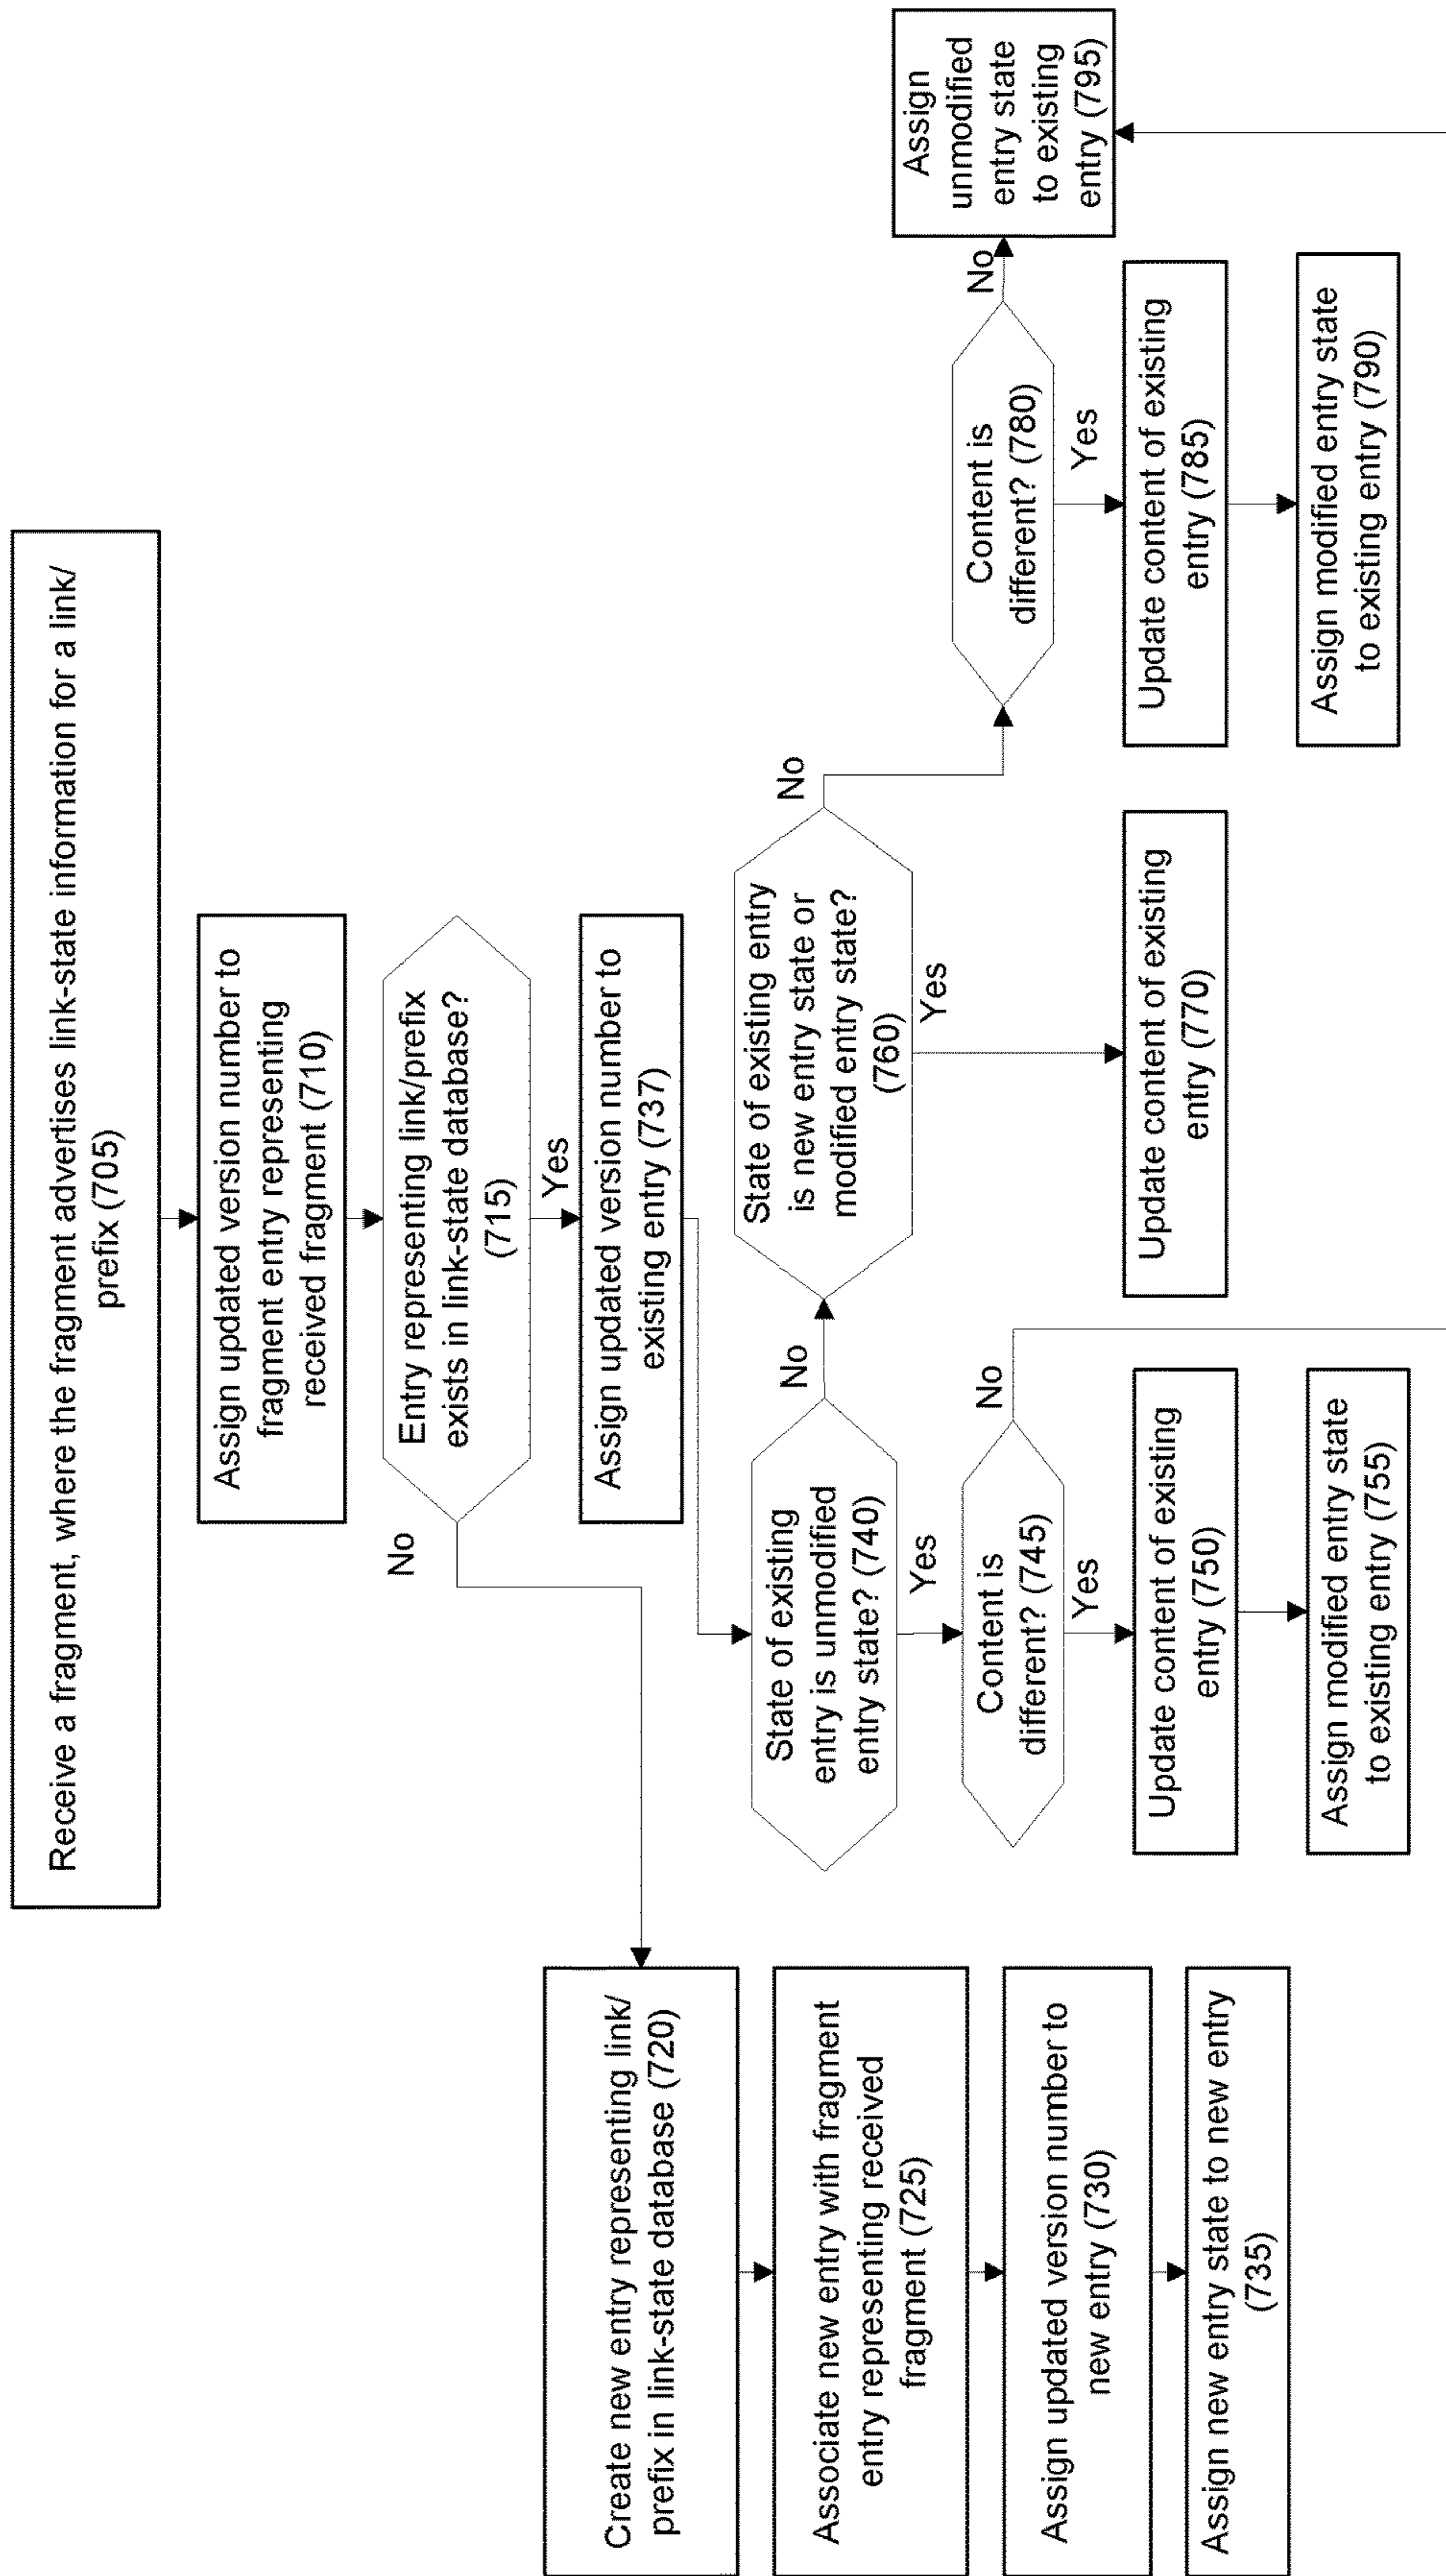 Receive a fragment, where the fragment advertises link-state information for a link/
prefix (705)
Assign updated version number to
fragment entry representing
received fragment (710)
Entry representing link/prefix
exists in link-state database?
(715)
No
Yes
Create new entry representing link/
prefix in link-state database (720)
Associate new entry with fragment
entry representing received
fragment (725)
Assign updated version number to
new entry (730)
Assign new entry state to new entry
(735)
Assign updated version number to
existing entry (737)
State of existing
entry is unmodified
entry state? (740)
No
Yes
Content is
different? (745)
No
Yes
Update content of existing
entry (750)
Assign modified entry state
to existing entry (755)
State of existing entry
is new entry state or
modified entry state?
(760)
No
Yes
Update content of existing
entry (770)
Content is
different? (780)
No
Yes
Update content of existing
entry (785)
Assign modified entry state
to existing entry (790)
Assign
unmodified
entry state
to existing
entry (795)